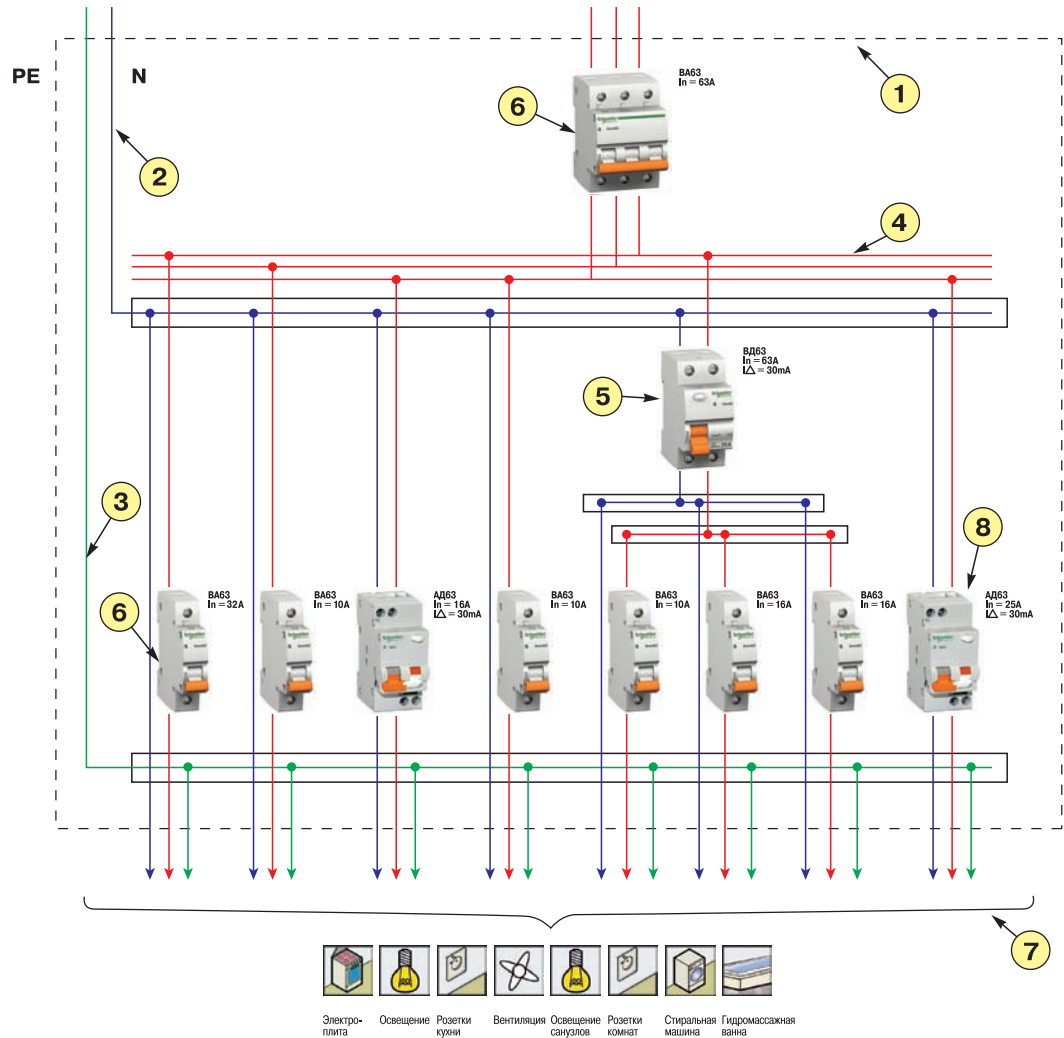 PE
N
ВА63
In = 63A
1
6
2
4
ВД63
In = 63A
I△ = 30mA
5
3
8
6
ВА63
In = 32A
ВА63
In = 10A
АД63
In = 16A
I△ = 30mA
ВА63
In = 10A
ВА63
In = 10A
ВА63
In = 16A
ВА63
In = 16A
АД63
In = 25A
I△ = 30mA
7
Электро-
плита
Освещение
Розетки
кухни
Вентиляция
Освещение
санузлов
Розетки
комнат
Стиральная
машина
Гидромассажная
ванна